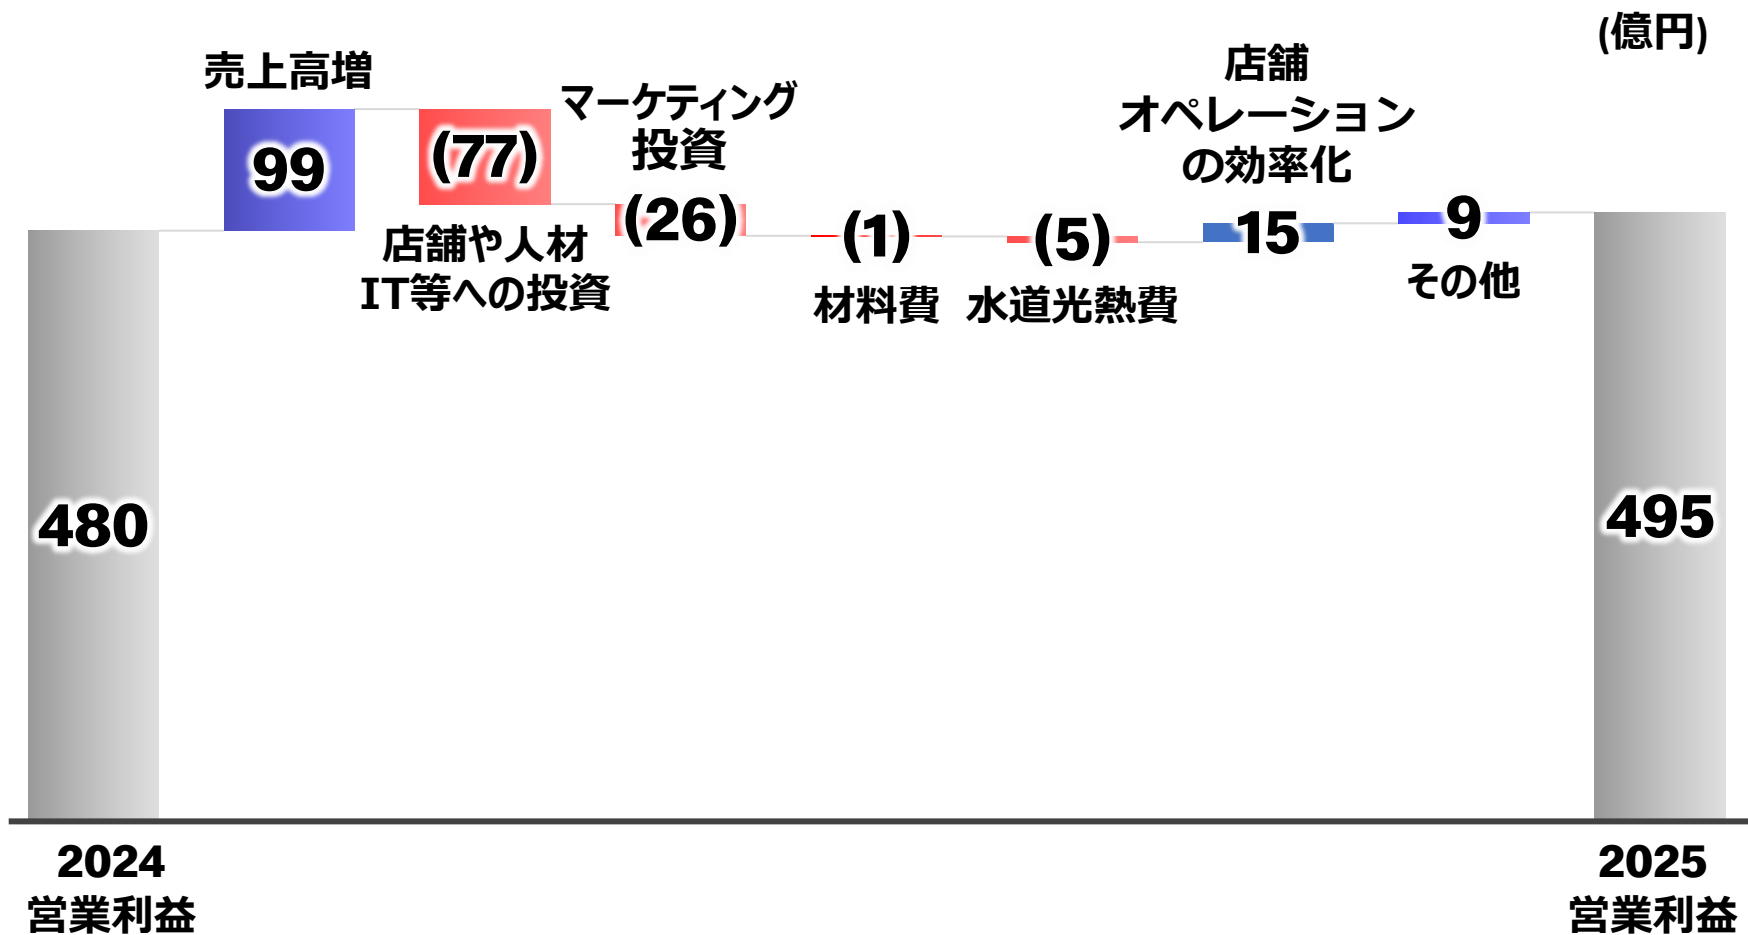 (億円)
売上高増
99
(77)
店舗や人材
IT等への投資
マーケティング
投資
(26)
(1)
材料費
(5)
水道光熱費
店舗
オペレーション
の効率化
15
9
その他
480
495
2024
営業利益
2025
営業利益